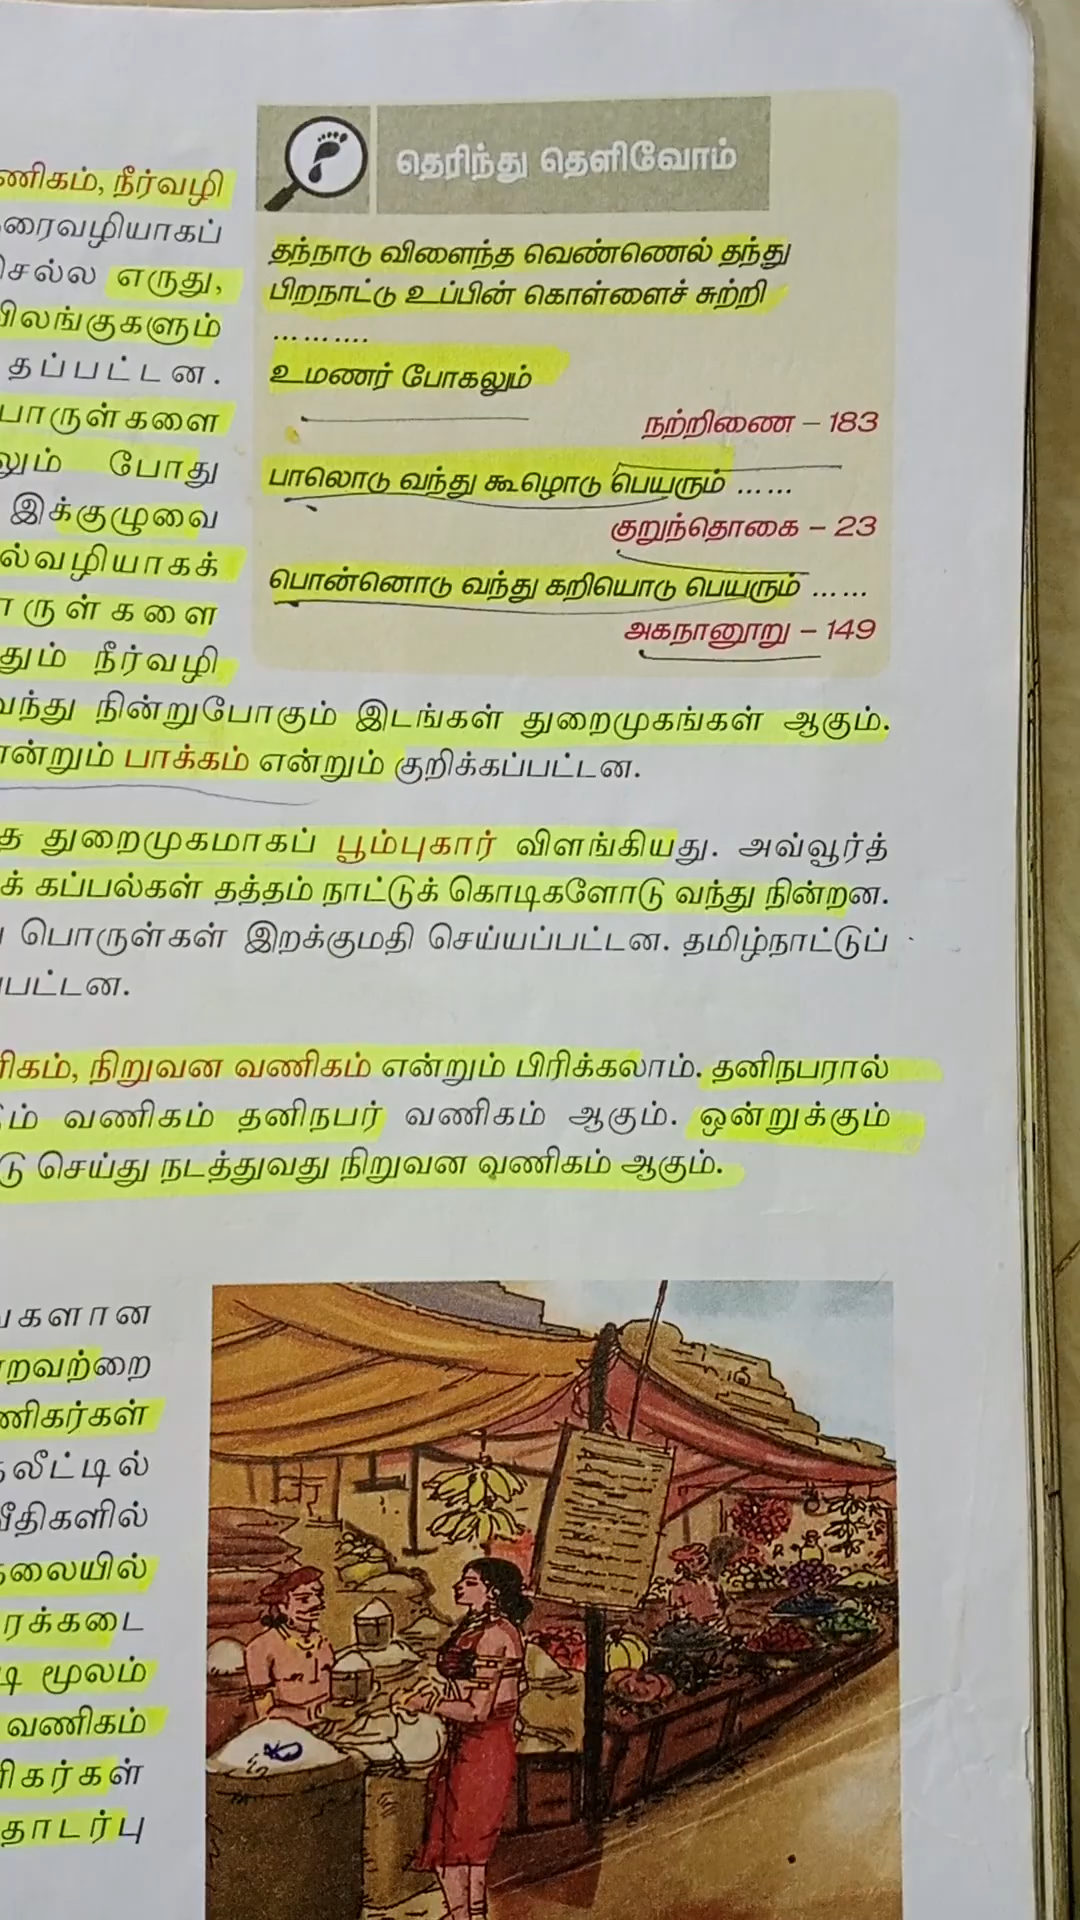 தெரிந்து தெளிவோம்
தந்நாடு விளைந்த வெண்ணெல் தந்து
பிறநாட்டு உப்பின் கொள்ளைச் சுற்றி
..........
உமணர் போகலும்
நற்றிணை – 183
பாலொடு வந்து கூழொடு பெயரும் ......
குறுந்தொகை – 23
பொன்னொடு வந்து கறியொடு பெயரும் ......
அகநானூறு – 149
ணிகம், நீர்வழி
ரைவழியாகப்
செல்ல எருது,
விலங்குகளும்
தப்பட்டன.
பாருள்களை
லும் போது
இக்குழுவை
ல்வழியாகக்
ருள்களை
தும் நீர்வழி
வந்து நின்றுபோகும் இடங்கள் துறைமுகங்கள் ஆகும்.
என்றும் பாக்கம் என்றும் குறிக்கப்பட்டன.
த துறைமுகமாகப் பூம்புகார் விளங்கியது. அவ்வூர்த்
க் கப்பல்கள் தத்தம் நாட்டுக் கொடிகளோடு வந்து நின்றன.
பொருள்கள் இறக்குமதி செய்யப்பட்டன. தமிழ்நாட்டுப்
பட்டன.
ிகம், நிறுவன வணிகம் என்றும் பிரிக்கலாம். தனிநபரால்
ம் வணிகம் தனிநபர் வணிகம் ஆகும். ஒன்றுக்கும்
டு செய்து நடத்துவது நிறுவன வணிகம் ஆகும்.
களான
றவற்றை
ணிகர்கள்
லீட்டில்
வீதிகளில்
லையில்
ரக்கடை
டி மூலம்
வணிகம்
ிகர்கள்
தாடர்பு